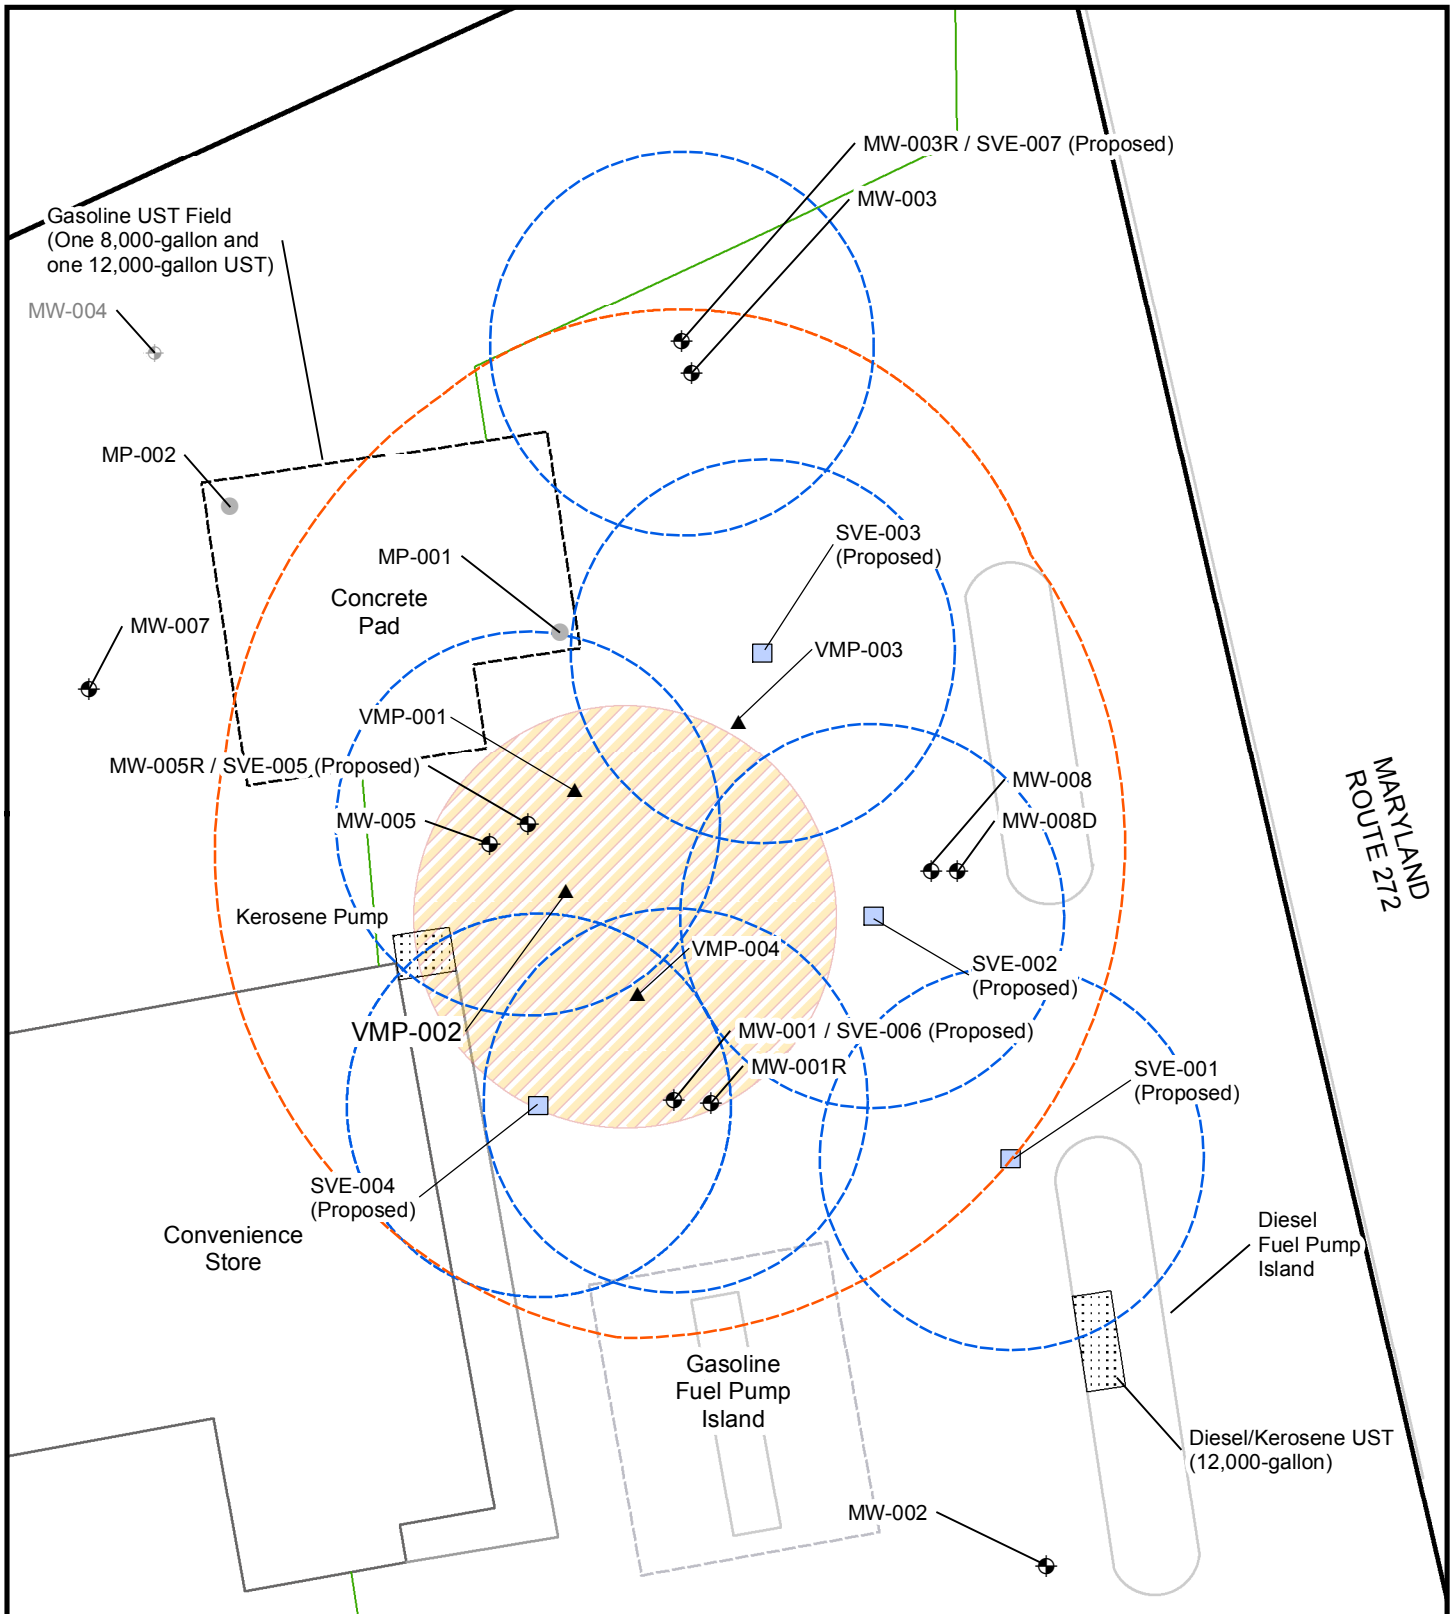 MW-003R / SVE-007 (Proposed)
MW-003
Gasoline UST Field
(One 8,000-gallon and
one 12,000-gallon UST)
MW-004
MP-002
SVE-003
(Proposed)
MP-001
Concrete
Pad
MW-007
VMP-003
VMP-001
MW-005R / SVE-005 (Proposed)
MW-008
MW-005
MW-008D
MARYLAND
ROUTE 272
Kerosene Pump
VMP-004
SVE-002
(Proposed)
VMP-002
MW-001 / SVE-006 (Proposed)
MW-001R
SVE-001
(Proposed)
SVE-004
(Proposed)
Convenience
Store
Diesel
Fuel Pump
Island
Gasoline
Fuel Pump
Island
Diesel/Kerosene UST
(12,000-gallon)
MW-002